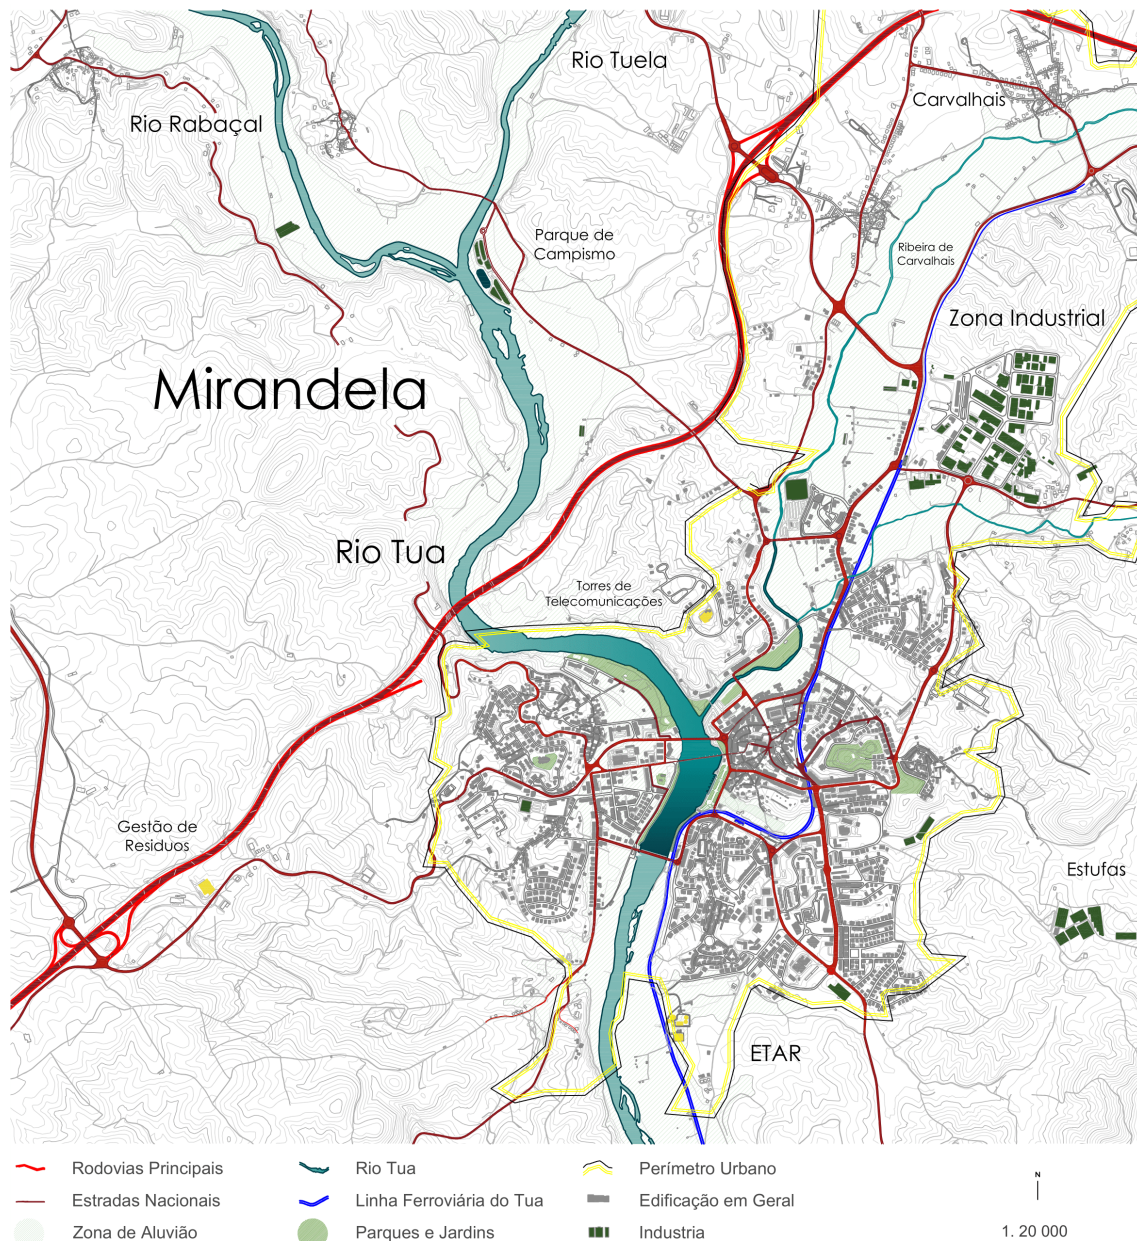 Rio Tuela
Carvalhais
Rio Rabaçal
Parque de
Campismo
Ribeira de
Carvalhais
Zona Industrial
Mirandela
Rio Tua
Torres de
Telecomunicações
Gestão de
Residuos
Estufas
ETAR
Rodovias Principais
Rio Tua
Perímetro Urbano
N
Estradas Nacionais
Linha Ferroviária do Tua
Edificação em Geral
Zona de Aluvião
Parques e Jardins
Industria
1. 20 000